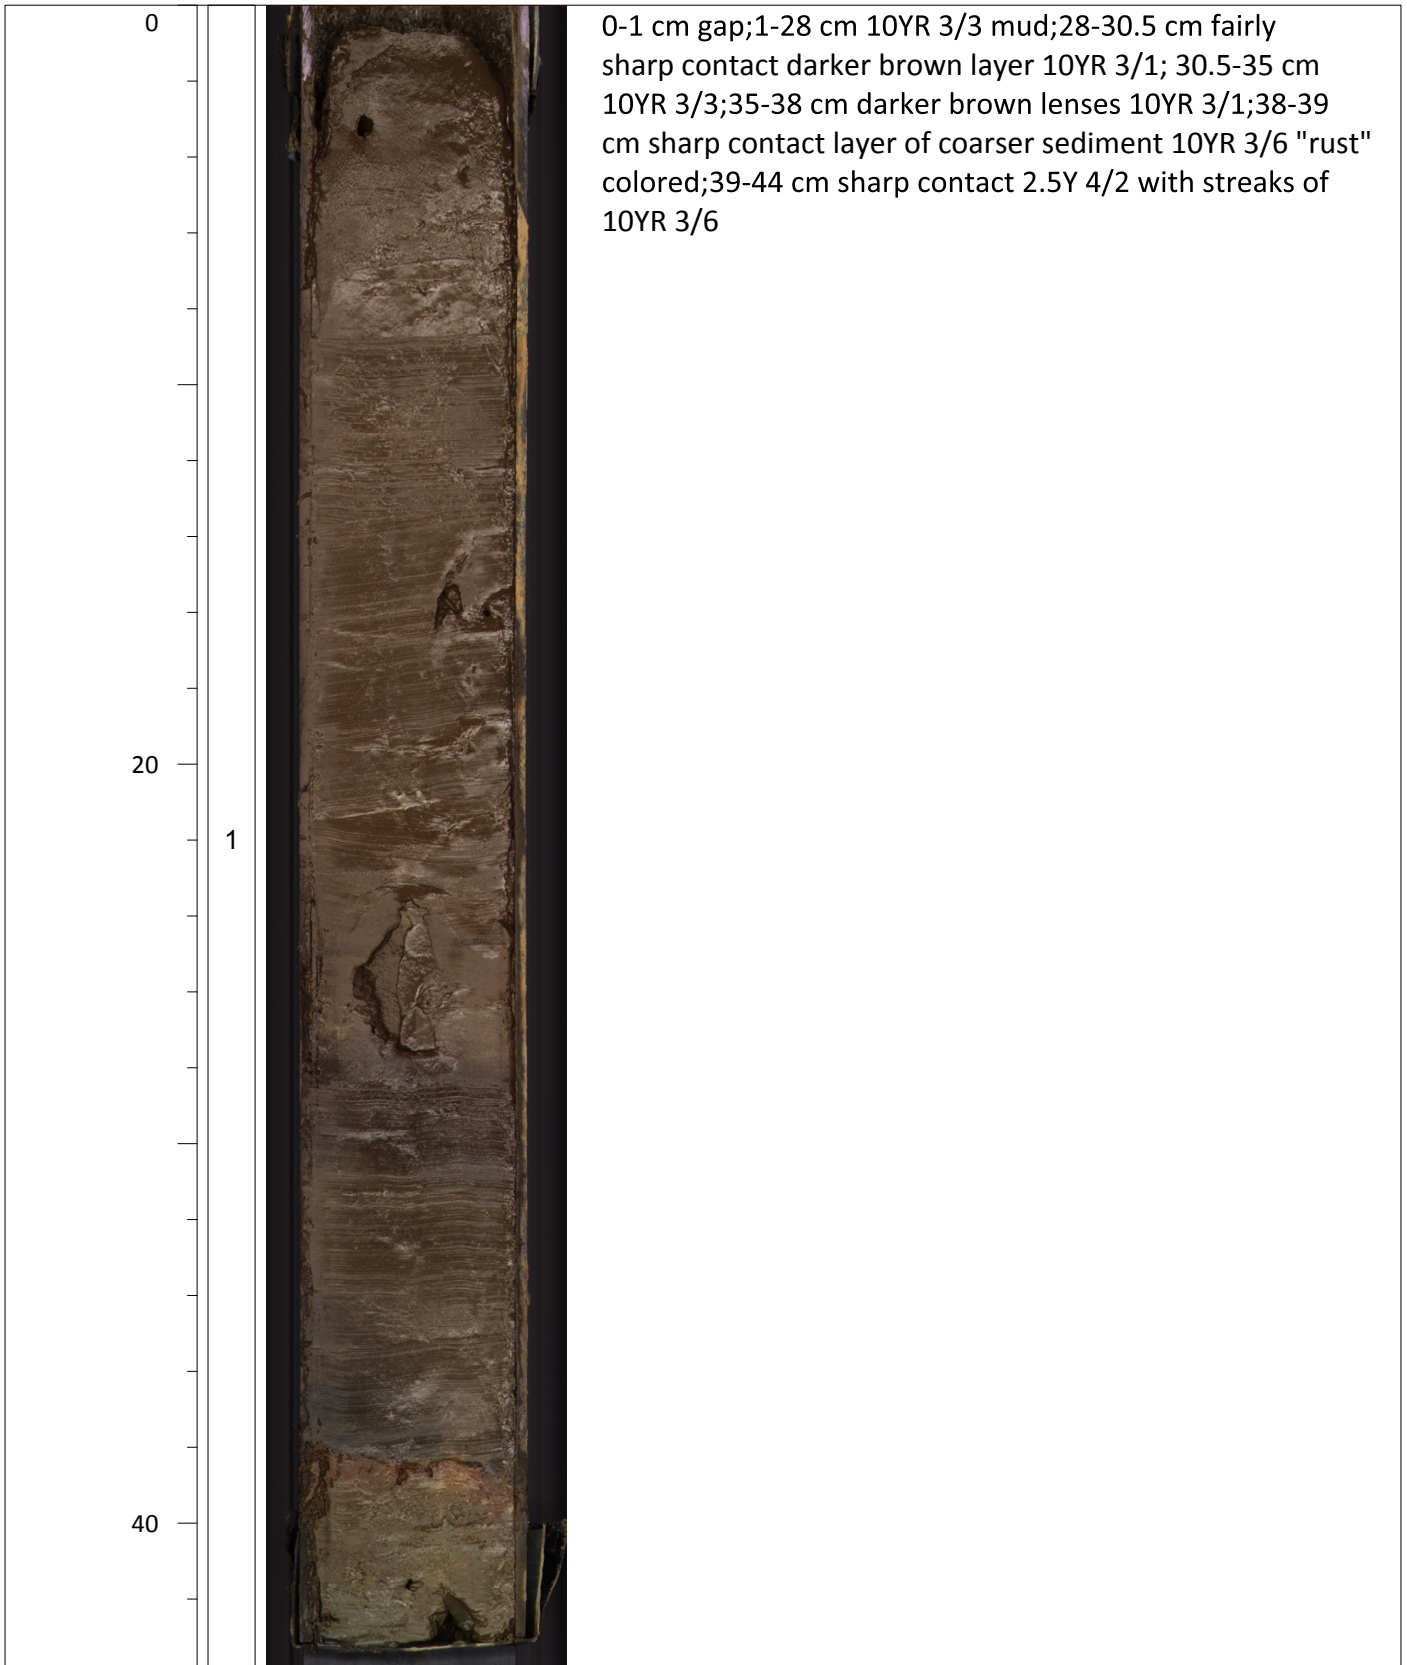 0
0-1 cm gap;1-28 cm 10YR 3/3 mud;28-30.5 cm fairly
sharp contact darker brown layer 10YR 3/1; 30.5-35 cm
10YR 3/3;35-38 cm darker brown lenses 10YR 3/1;38-39
cm sharp contact layer of coarser sediment 10YR 3/6 "rust"
colored;39-44 cm sharp contact 2.5Y 4/2 with streaks of
10YR 3/6
20
1
40